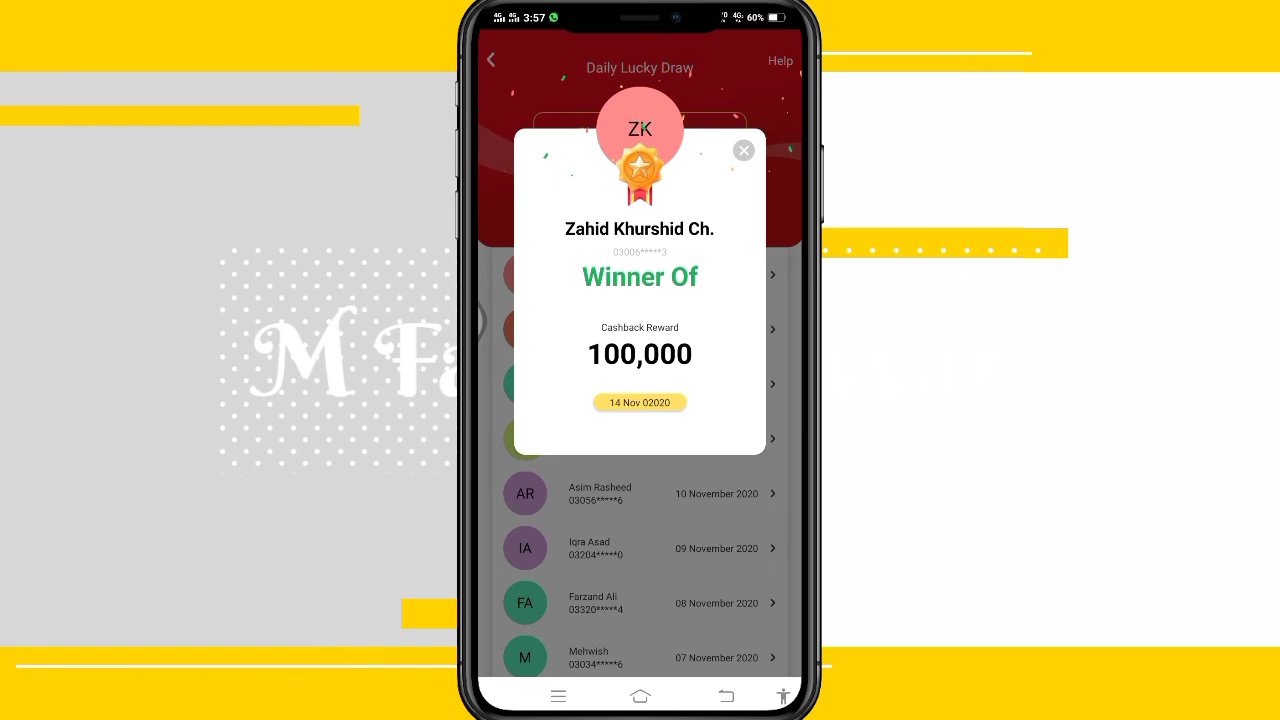 3:57
60%
Help
Daily Lucky Draw
ZK
Zahid Khurshid Ch.
03006*****3
Winner Of
Cashback Reward
100,000
14 Nov 02020
AR
Asim Rasheed
03056*****6
10 November 2020
IA
Iqra Asad
03204*****0
09 November 2020
FA
Farzand Ali
03320*****4
08 November 2020
M
Mehwish
03034*****6
07 November 2020
M Fa